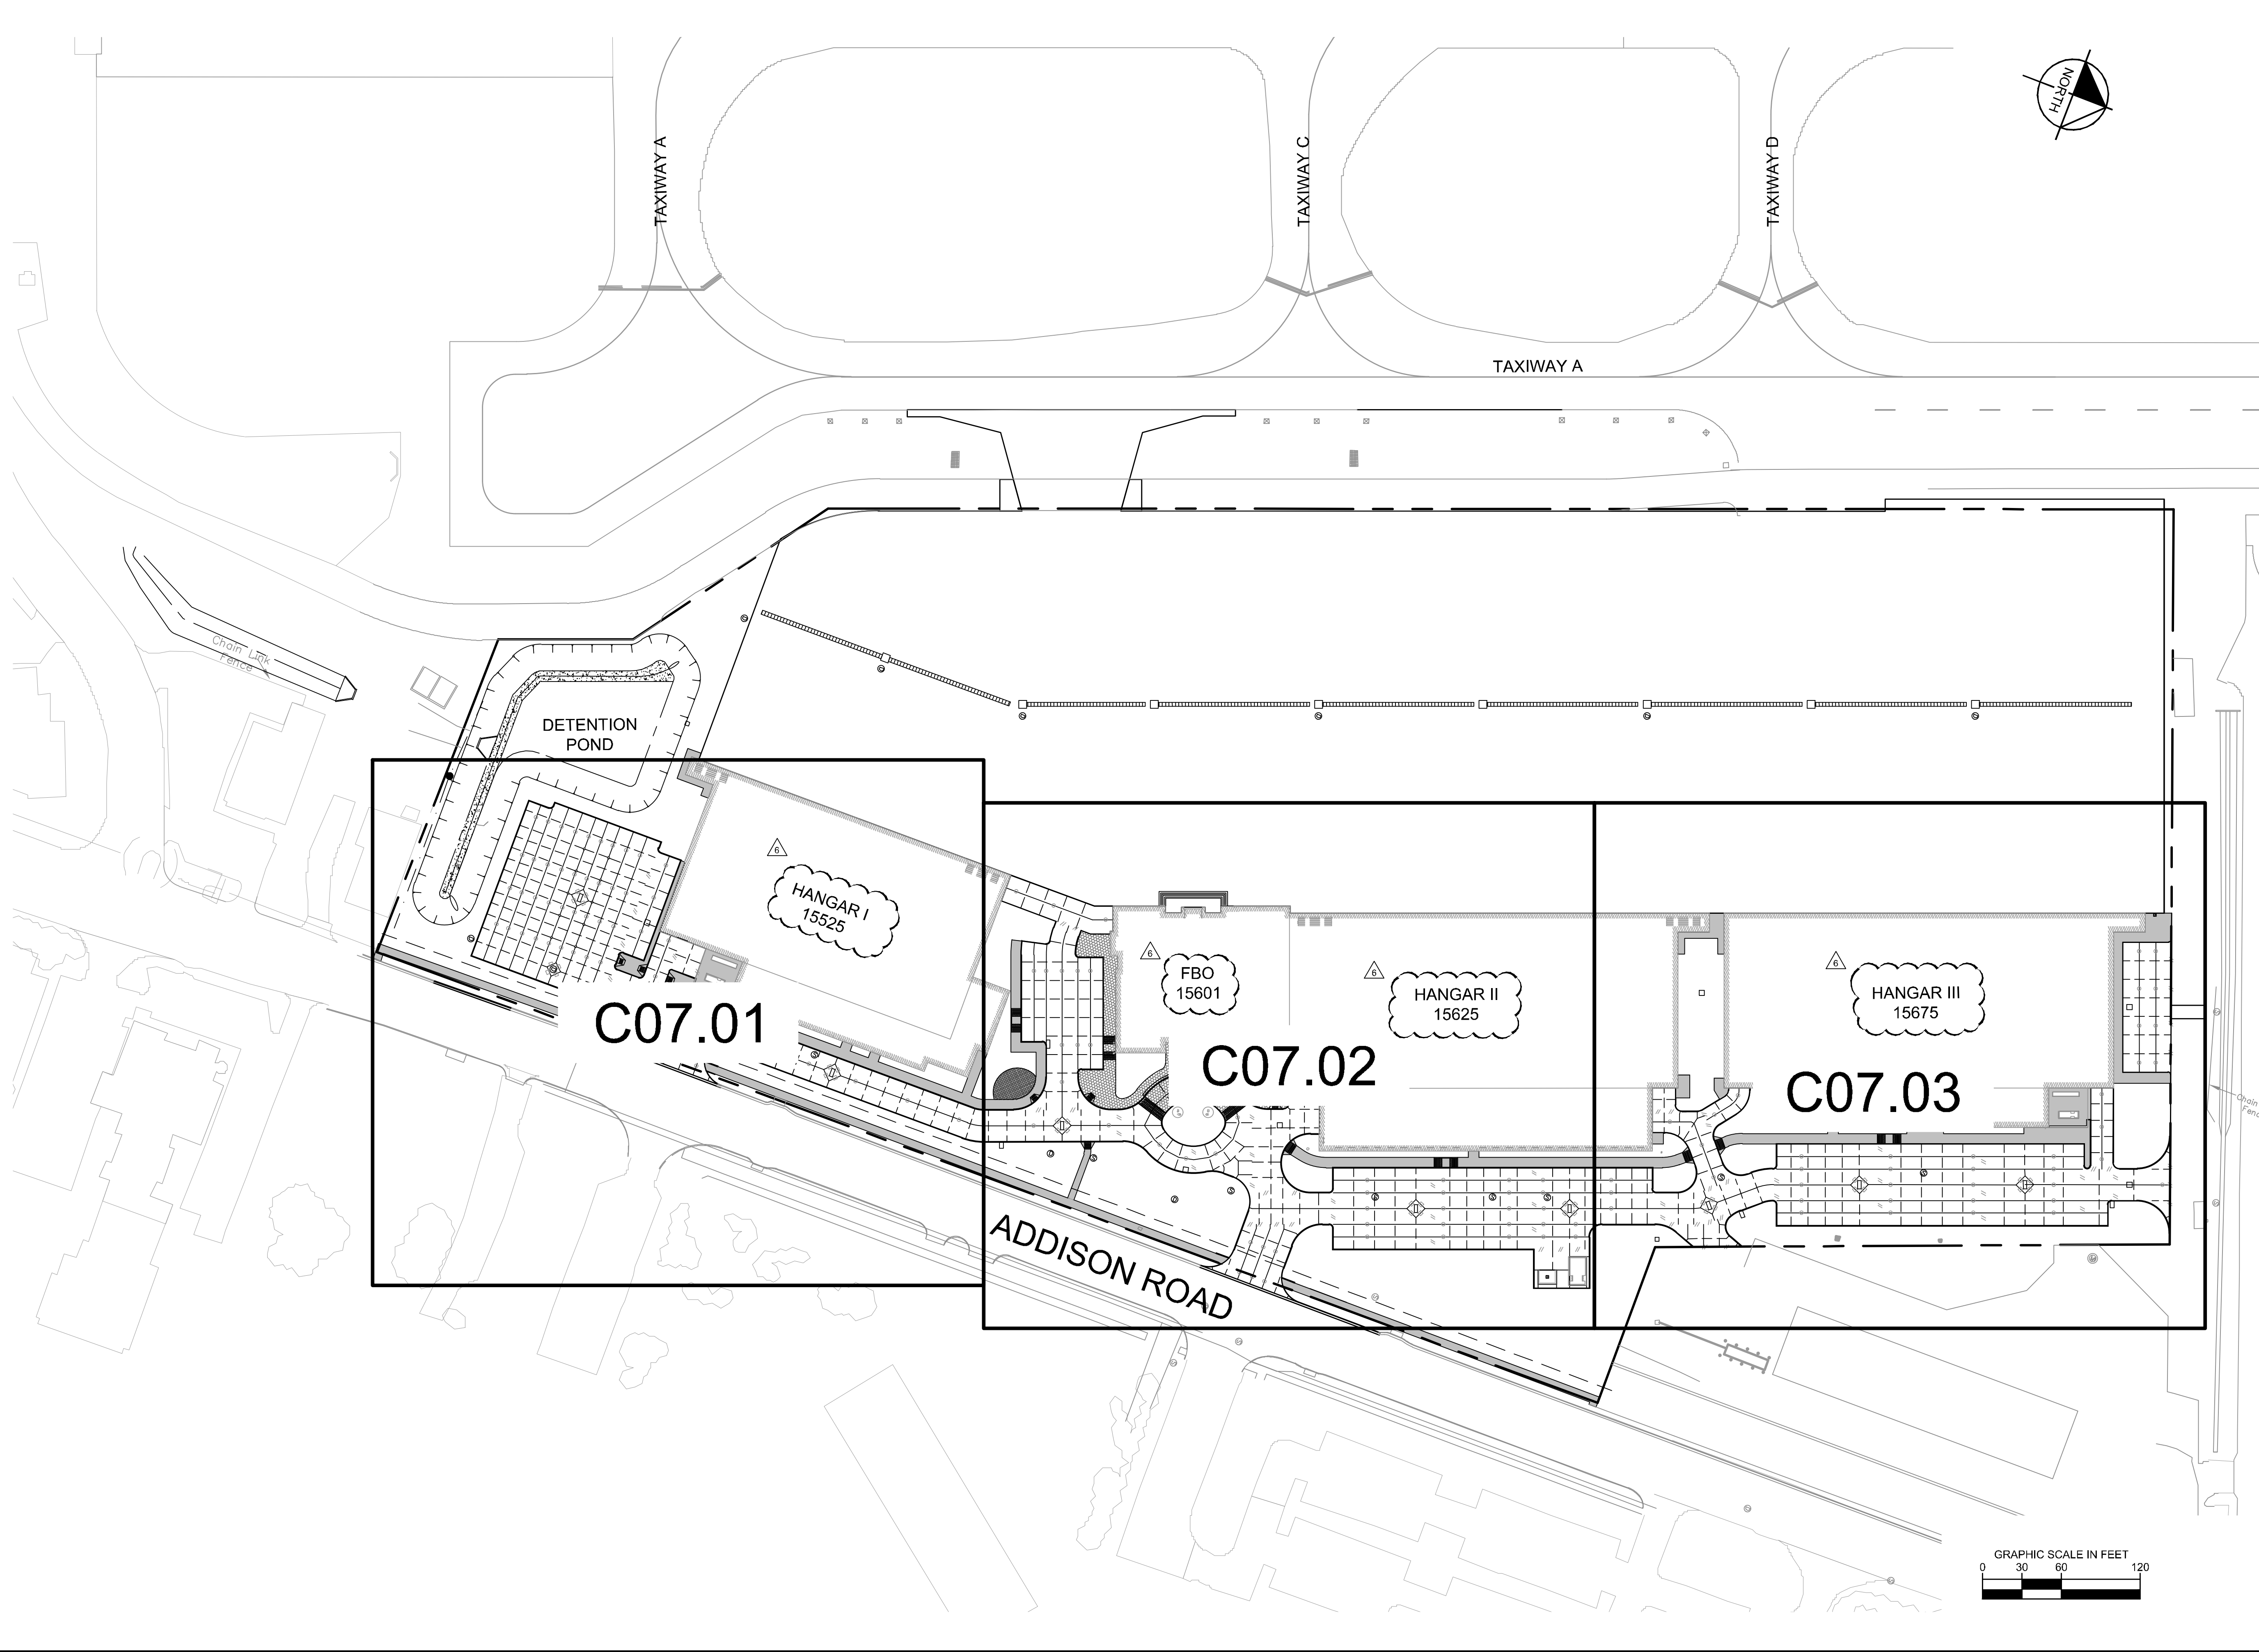 NORTH
TAXIWAY A
TAXIWAY C
TAXIWAY D
TAXIWAY A
Chain Link
Fence
DETENTION
POND
6
HANGAR I
15525
6
FBO
15601
6
HANGAR II
15625
6
HANGAR III
15675
C07.01
C07.02
C07.03
Chain
Fence
ADDISON ROAD
GRAPHIC SCALE IN FEET
0 30 60 120